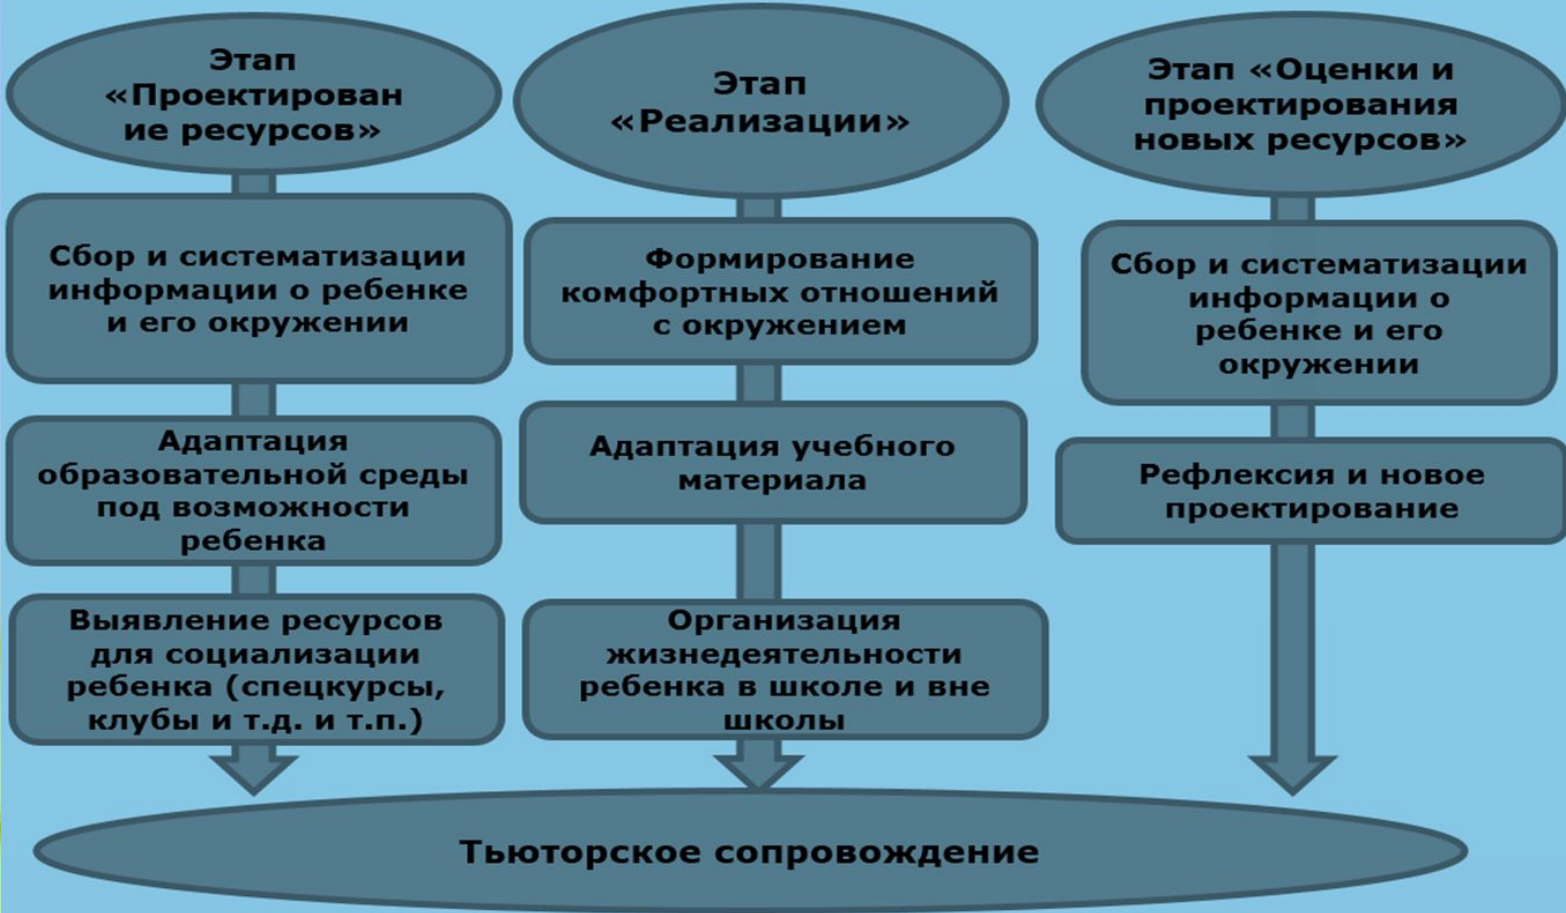 Этап
«Проектирован
ие ресурсов»
Сбор и систематизации
информации о ребенке
и его окружении
Адаптация
образовательной среды
под возможности
ребенка
Выявление ресурсов
для социализации
ребенка (спецкурсы,
клубы и т.д. и т.п.)
Этап
«Реализации»
Формирование
комфортных отношений
с окружением
Адаптация учебного
материала
Организация
жизнедеятельности
ребенка в школе и вне
школы
Этап «Оценки и
проектирования
новых ресурсов»
Сбор и систематизации
информации о
ребенке и его
окружении
Рефлексия и новое
проектирование
Тьюторское сопровождение